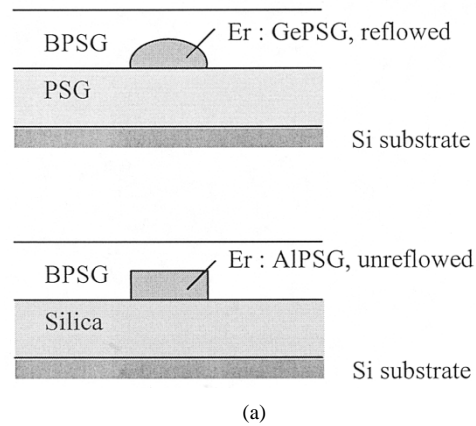 BPSG
Er : GePSG, reflowed
PSG
Si substrate
BPSG
Er : AlPSG, unreflowed
Silica
Si substrate
(a)